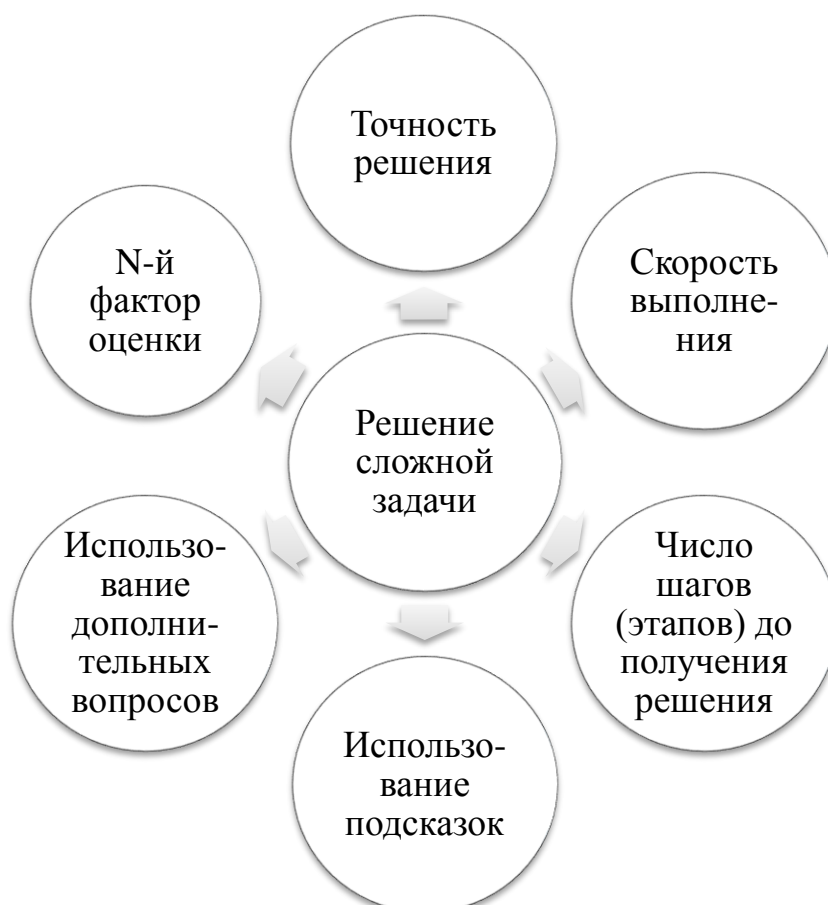 Точность
решения
Скорость
выполне-
ния
Число
шагов
(этапов) до
получения
решения
Использо-
вание
подсказок
Использо-
вание
дополни-
тельных
вопросов
N-й
фактор
оценки
Решение
сложной
задачи